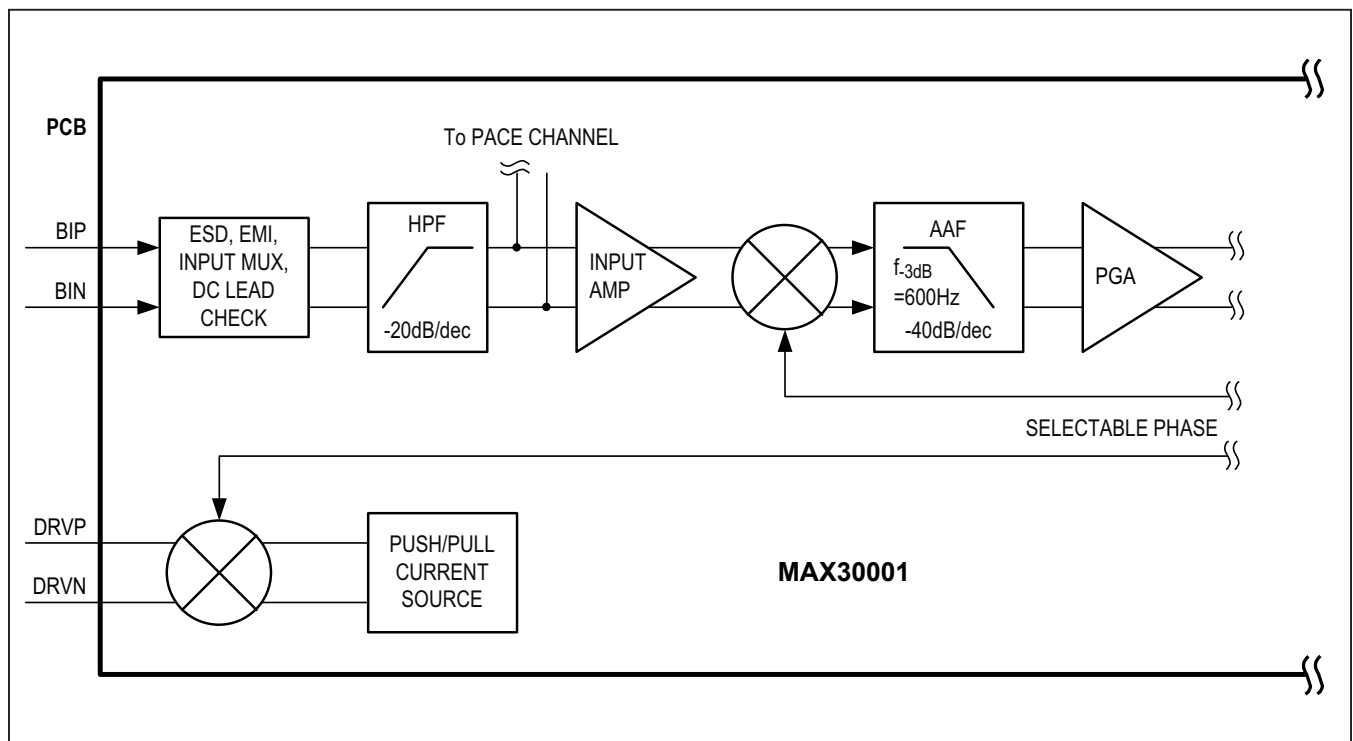 PCB
To PACE CHANNEL
BIP
BIN
ESD, EMI,
INPUT MUX,
DC LEAD
CHECK
HPF
-20dB/dec
INPUT
AMP
AAF
f-3dB
=600Hz
-40dB/dec
PGA
SELECTABLE PHASE
DRVP
DRVN
PUSH/PULL
CURRENT
SOURCE
MAX30001